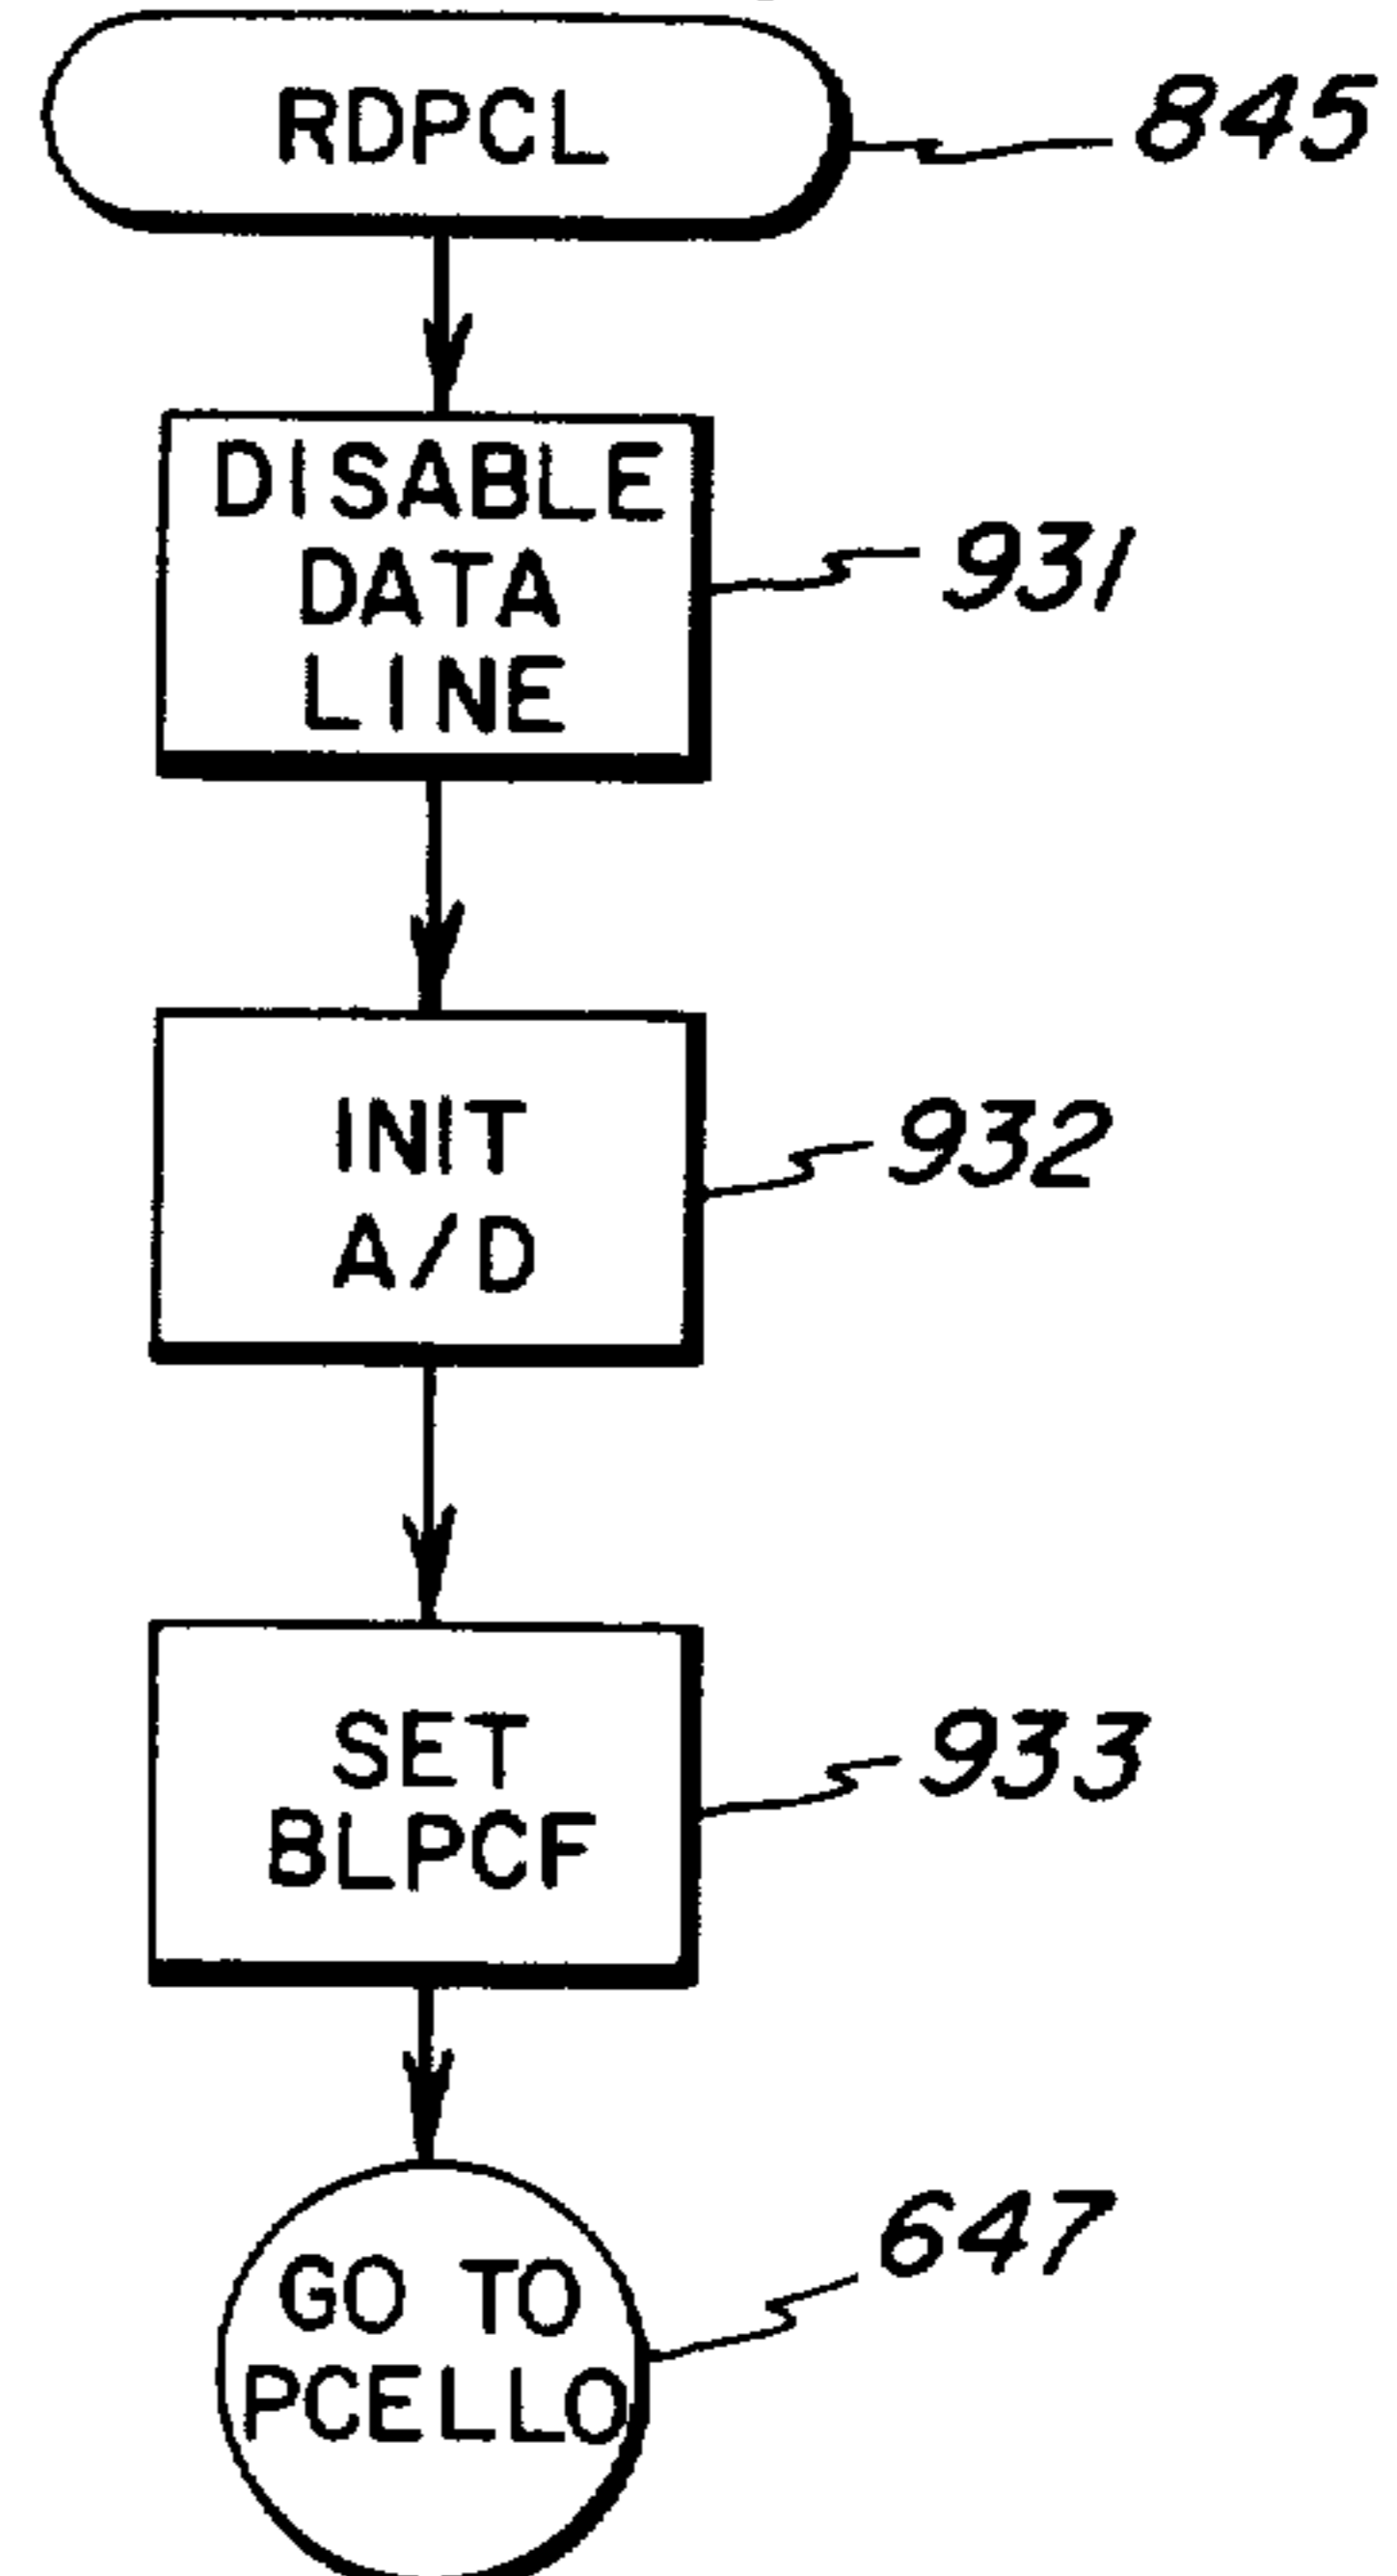 RDPCL
845
DISABLE
DATA
LINE
931
INIT
A/D
932
SET
BLPCF
933
GO TO
PCELLO
647